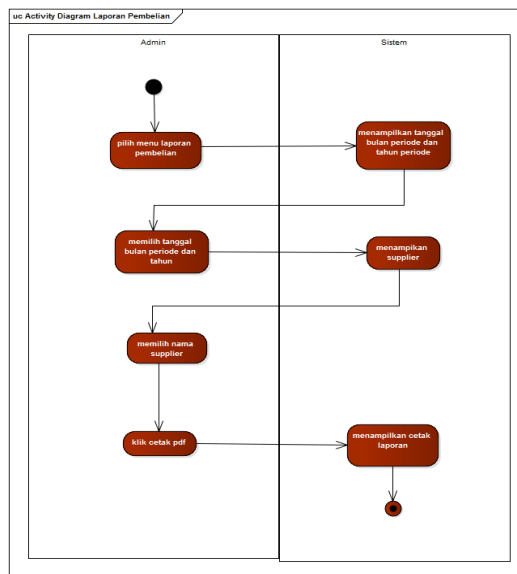 uc Activity Diagram Laporan Pembelian
Admin
Sistem
pilih menu laporan
pembelian
menampilkan tanggal
bulan periode dan
tahun periode
memilih tanggal
bulan periode dan
tahun
menampikan
supplier
memilih nama
supplier
klik cetak pdf
menampilkan cetak
laporan